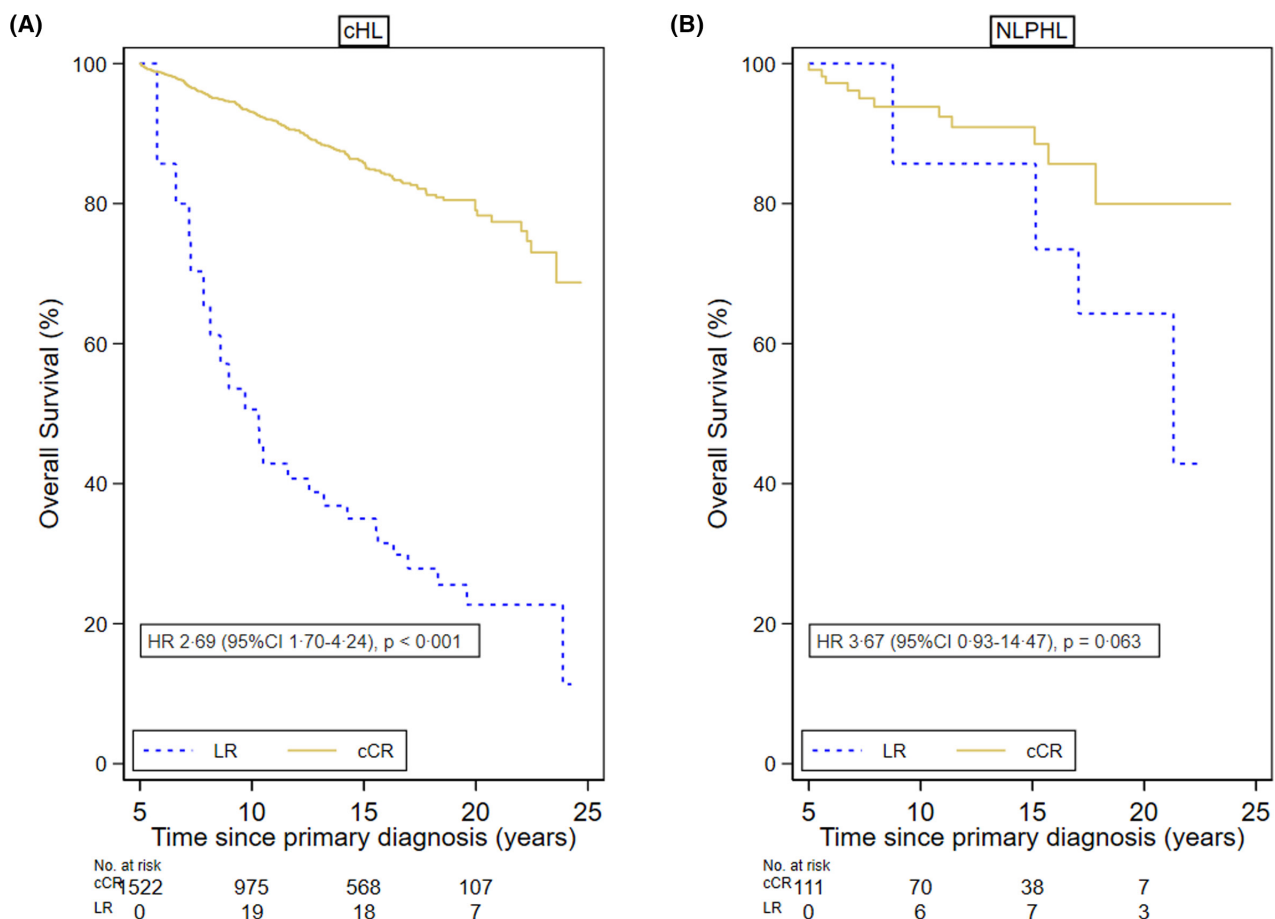 (A)
cHL
100
80
60
40
20
0
Overall Survival (%)
HR 2·69 (95%CI 1·70-4·24), p < 0·001
LR cCR
5 10 15 20 25
Time since primary diagnosis (years)
No. at risk
cCR 1522 975 568 107
LR 0 19 18 7
(B)
NLPHL
100
80
60
40
20
0
Overall Survival (%)
HR 3·67 (95%CI 0·93-14·47), p = 0·063
LR cCR
5 10 15 20 25
Time since primary diagnosis (years)
No. at risk
cCR 111 70 38 7
LR 0 6 7 3